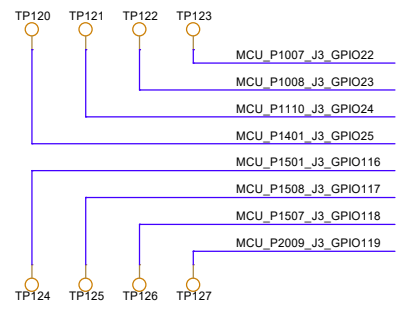 TP120 TP121 TP122 TP123
MCU_P1007_J3_GPIO22
MCU_P1008_J3_GPIO23
MCU_P1110_J3_GPIO24
MCU_P1401_J3_GPIO25
MCU_P1501_J3_GPIO116
MCU_P1508_J3_GPIO117
MCU_P1507_J3_GPIO118
MCU_P2009_J3_GPIO119
TP124 TP125 TP126 TP127